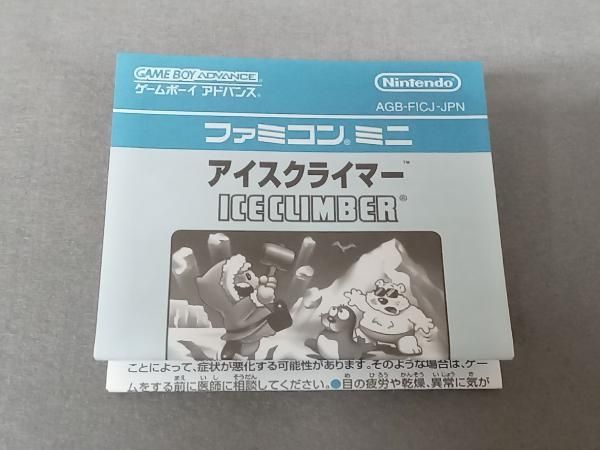 GAME BOY ADVANCE
ゲームボイ アドバンス®
Nintendo®
AGB-FICJ-JPN
ファミコン®ミニ
アイスクライマー™
ICE CLIMBER®
ことによって、症状が悪化する可能性があります。そのような場合は、ゲー
ムをする前に医師に相談してください。●目の疲労や乾燥、異常に気が